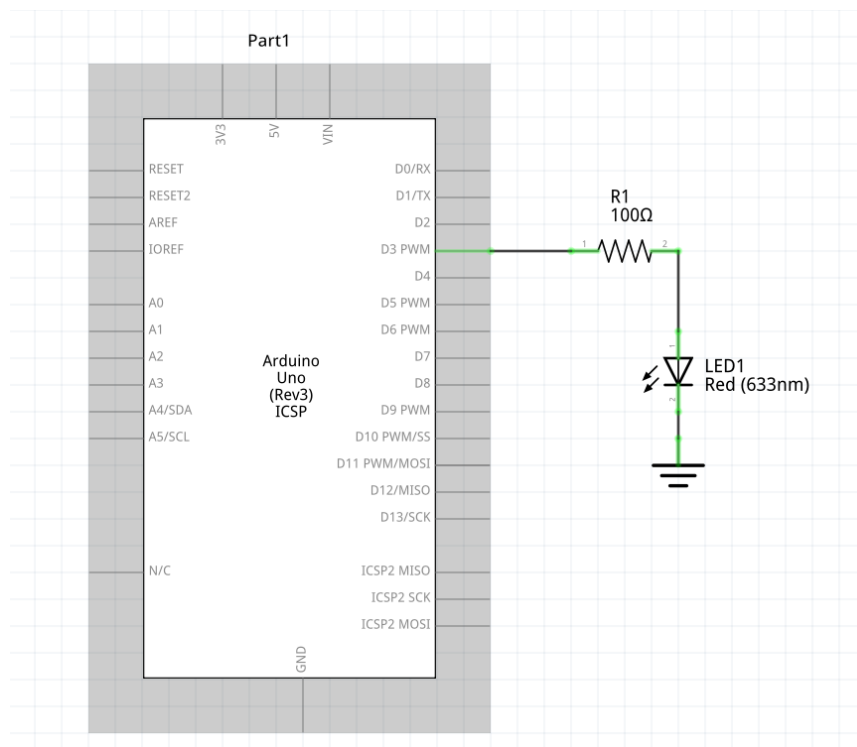 Part1
3V3
5V
VIN
RESET
RESET2
AREF
IOREF
A0
A1
A2
A3
A4/SDA
A5/SCL
N/C
Arduino
Uno
(Rev3)
ICSP
D0/RX
D1/TX
D2
D3 PWM
D4
D5 PWM
D6 PWM
D7
D8
D9 PWM
D10 PWM/SS
D11 PWM/MOSI
D12/MISO
D13/SCK
ICSP2 MISO
ICSP2 SCK
ICSP2 MOSI
GND
R1
100Ω
1
2
1
LED1
Red (633nm)
2